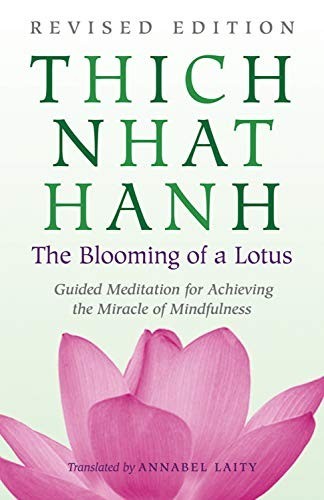 REVISED EDITION
THICH
NHAT
HANH
The Blooming of a Lotus
Guided Meditation for Achieving
the Miracle of Mindfulness
Translated by ANNABEL LAITY